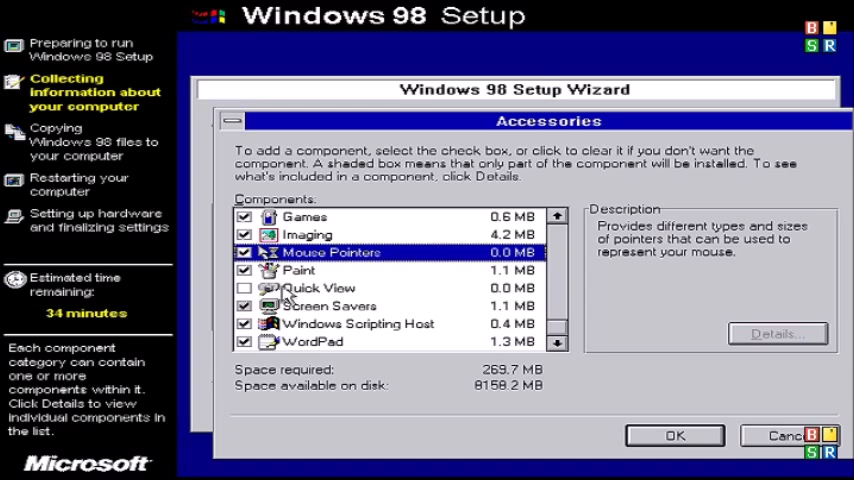 Windows 98 Setup
B
S R
Preparing to run
Windows 98 Setup
Collecting
information about
your computer
Copying
Windows 98 files to
your computer
Restarting your
computer
Setting up hardware
and finalizing settings
Estimated time
remaining:
34 minutes
Each component
category can contain
one or more
components within it.
Click Details to view
individual components in
the list.
Microsoft
Windows 98 Setup Wizard
Accessories
To add a component, select the check box, or click to clear it if you don't want the
component. A shaded box means that only part of the component will be installed. To see
what's included in a component, click Details.
Components:
Games 0.6 MB
Imaging 4.2 MB
Mouse Pointers 0.0 MB
Paint 1.1 MB
Quick View 0.0 MB
Screen Savers 1.1 MB
Windows Scripting Host 0.4 MB
WordPad 1.3 MB
Description
Provides different types and sizes
of pointers that can be used to
represent your mouse.
Details...
Space required: 269.7 MB
Space available on disk: 8158.2 MB
OK
Canc
B
S R